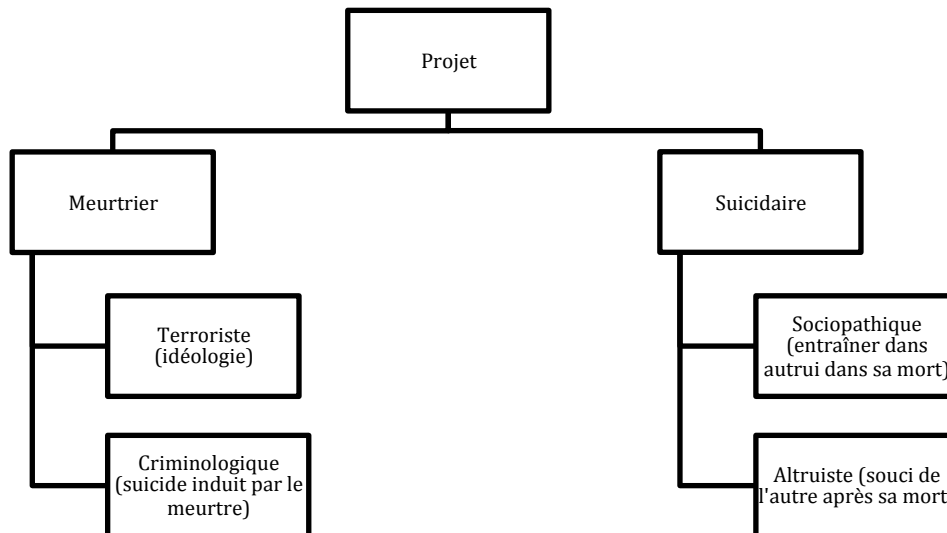 Projet
Meurtrier
Suicidaire
Terroriste
(idéologie)
Criminologique
(suicide induit par le
meurtre)
Sociopathique
(entraîner dans
autrui dans sa mort)
Altruiste (souci de
l'autre après sa mort